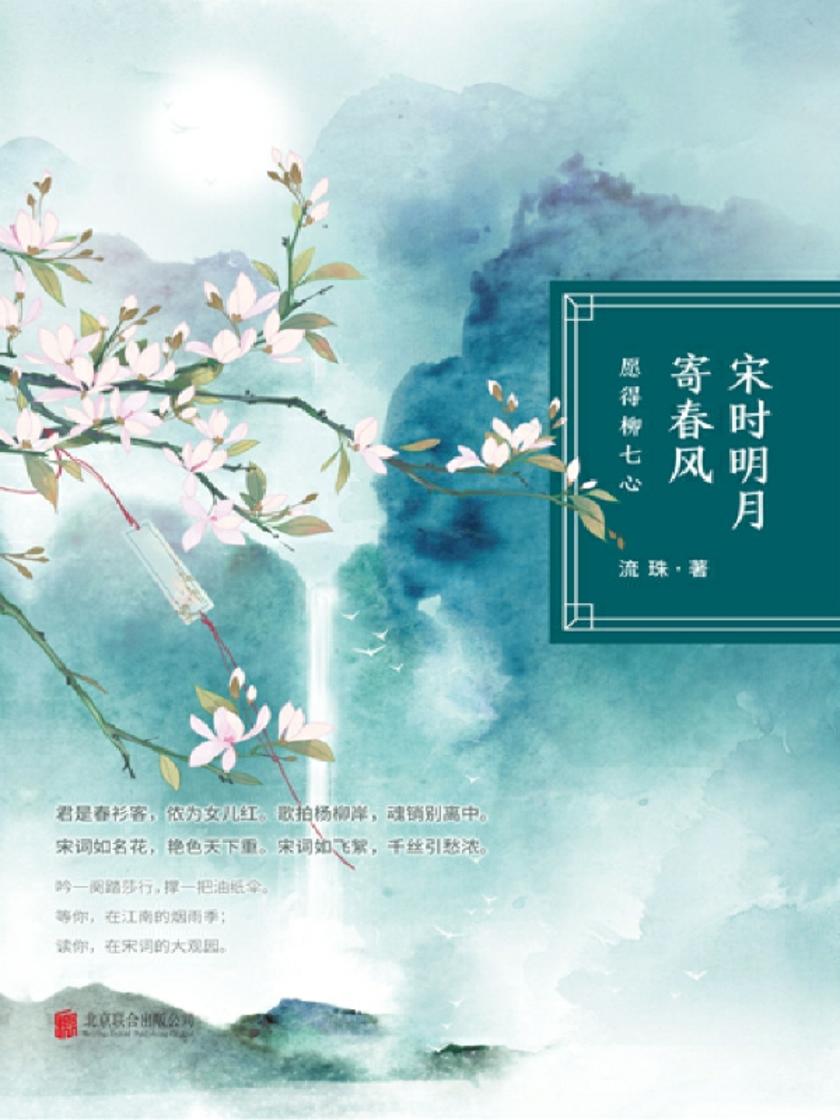 宋时明月
寄春风
愿得柳七心
流珠·著
君是春衫客，侬为女儿红。歌拍杨柳岸，魂销别离中。
宋词如名花，艳色天下重。宋词如飞絮，千丝引愁浓。
吟一阕踏莎行，撑一把油纸伞。
等你，在江南的烟雨季；
读你，在宋词的大观园。
北京联合出版公司